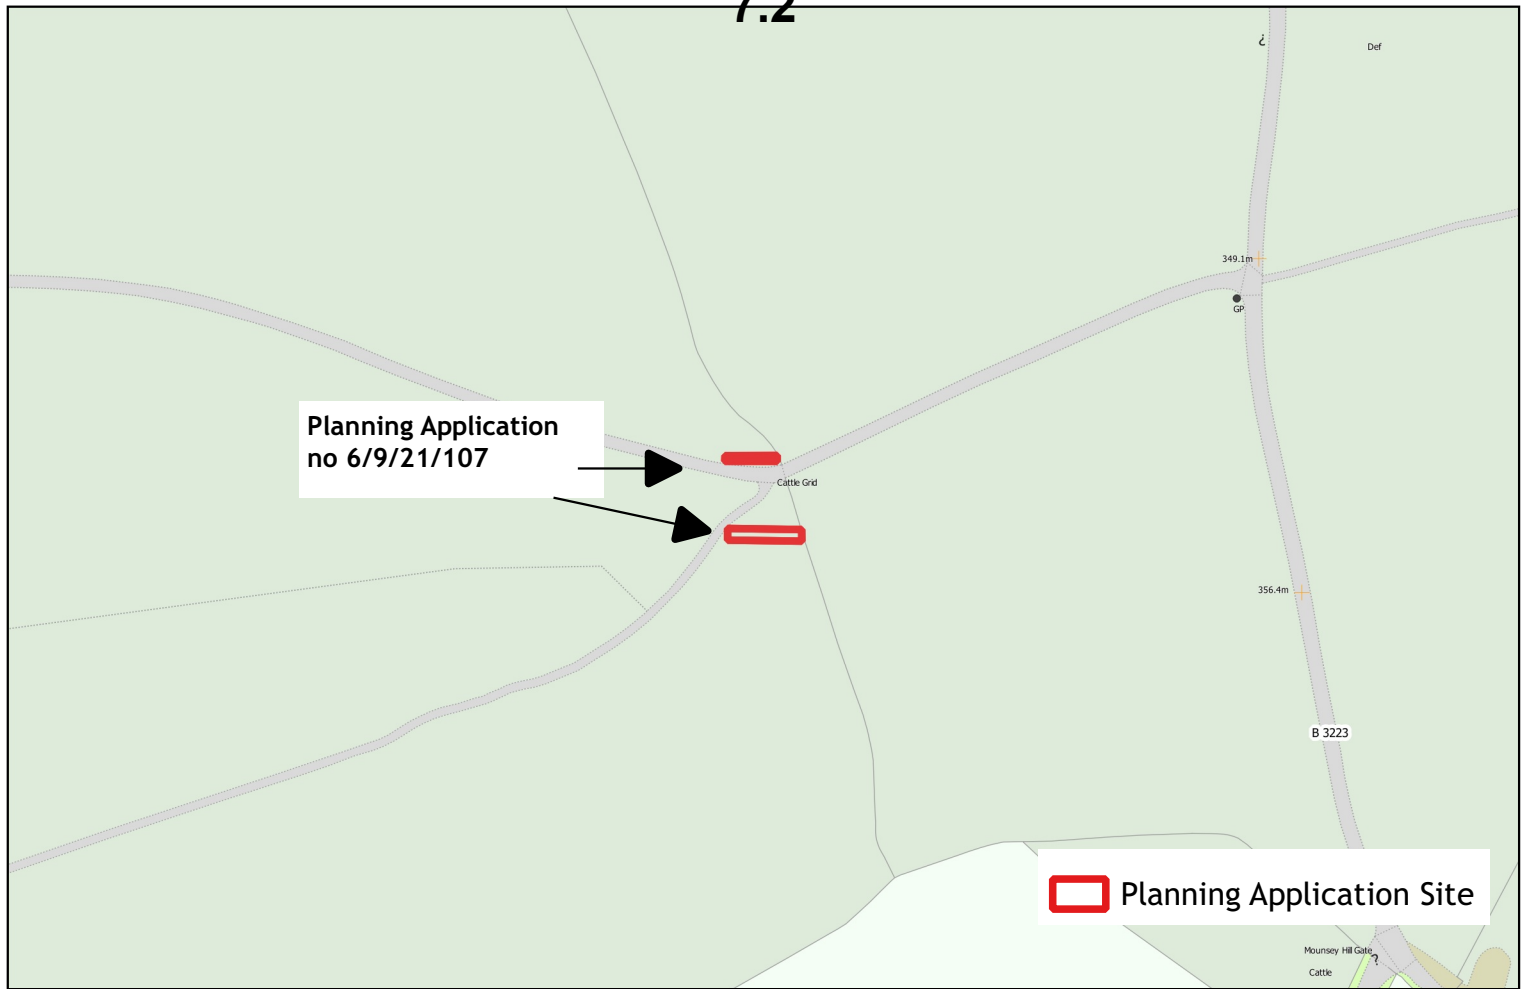 7.2
¿
Def
349.1m
GP
Planning Application
no 6/9/21/107
Cattle Grid
356.4m
B 3223
Planning Application Site
Mounsey Hill Gate
?
Cattle